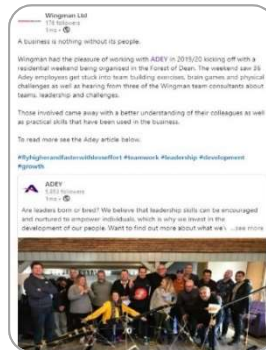 Wingman Ltd
178 followers
1mo •
A business is nothing without its people.
Wingman had the pleasure of working with ADEY in 2019/20 kicking off with a
residential weekend being organised in the Forest of Dean. The weekend saw 26
Adey employees get stuck into team building exercises, brain games and physical
challenges as well as hearing from three of the Wingman team consultants about
teams, leadership and challenges.
Those involved came away with a better understanding of their colleagues as well
as practical skills that have been used in the business.
To read more see the Adey article below.
#flyhigherandfasterwithlesseffort #teamwork #leadership #development
#growth
ADEY
followers
1mo •
Are leaders born or bred? We believe that leadership skills can be encouraged
and nurtured to empower individuals, which is why we invest in the
development of our people. Want to find out more about what we's ...see more